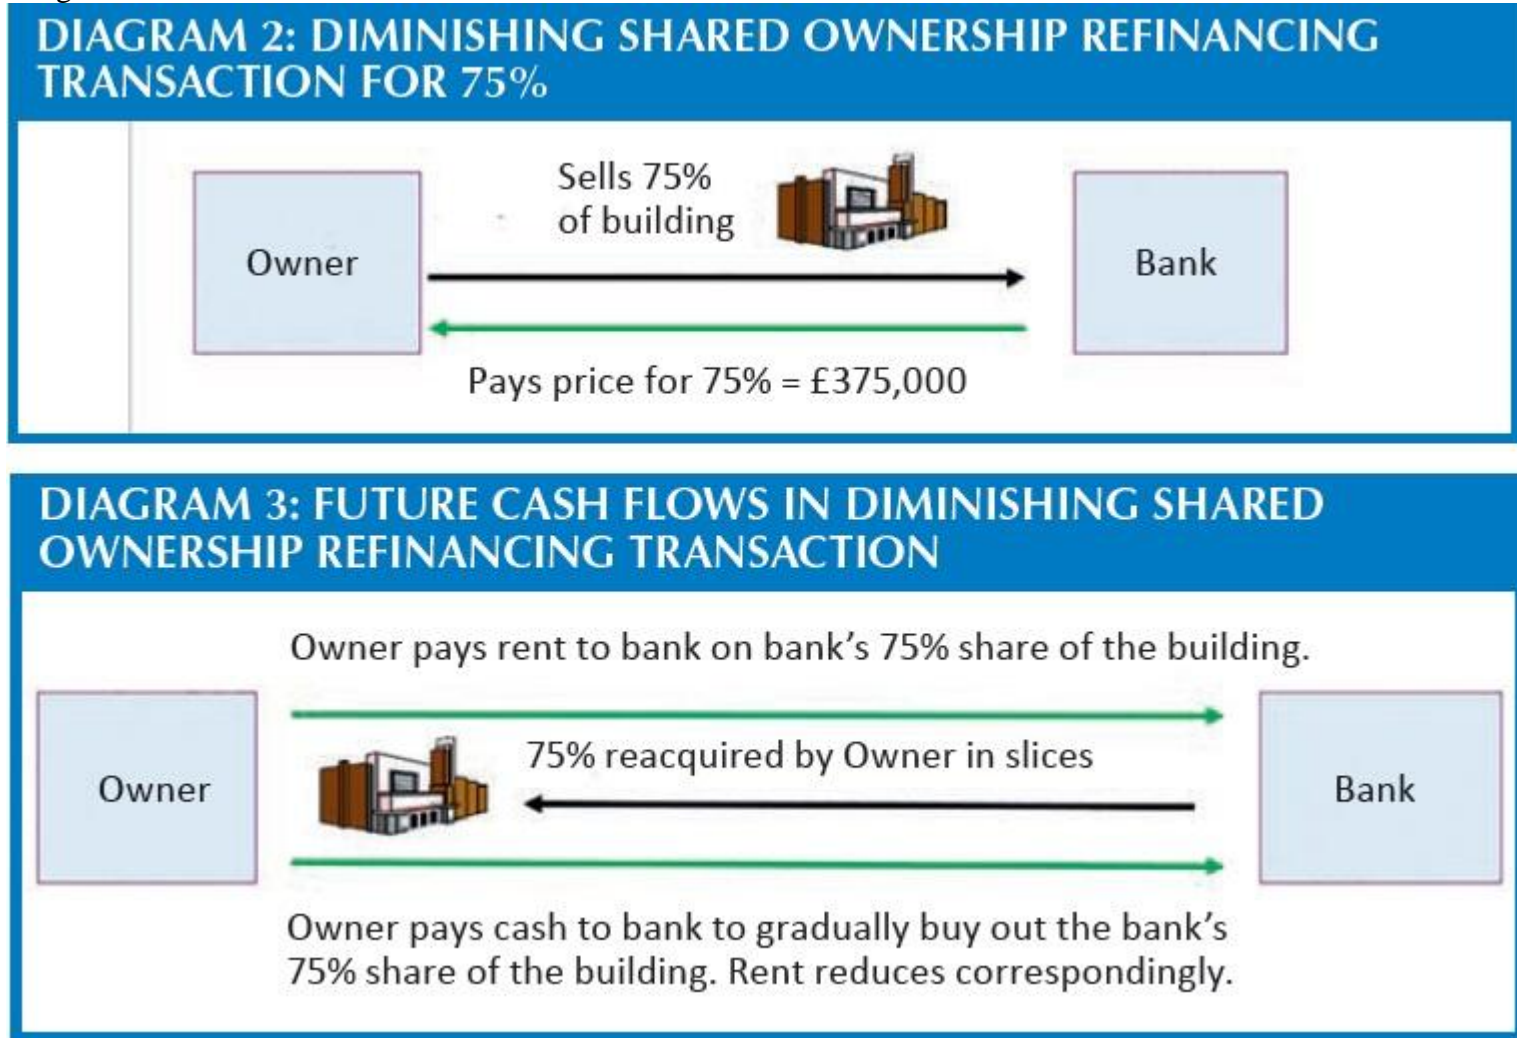 DIAGRAM 2: DIMINISHING SHARED OWNERSHIP REFINANCING
TRANSACTION FOR 75%
Sells 75%
of building
Owner
Bank
Pays price for 75% = £375,000
DIAGRAM 3: FUTURE CASH FLOWS IN DIMINISHING SHARED
OWNERSHIP REFINANCING TRANSACTION
Owner pays rent to bank on bank’s 75% share of the building.
75% reacquired by Owner in slices
Owner
Bank
Owner pays cash to bank to gradually buy out the bank’s
75% share of the building. Rent reduces correspondingly.